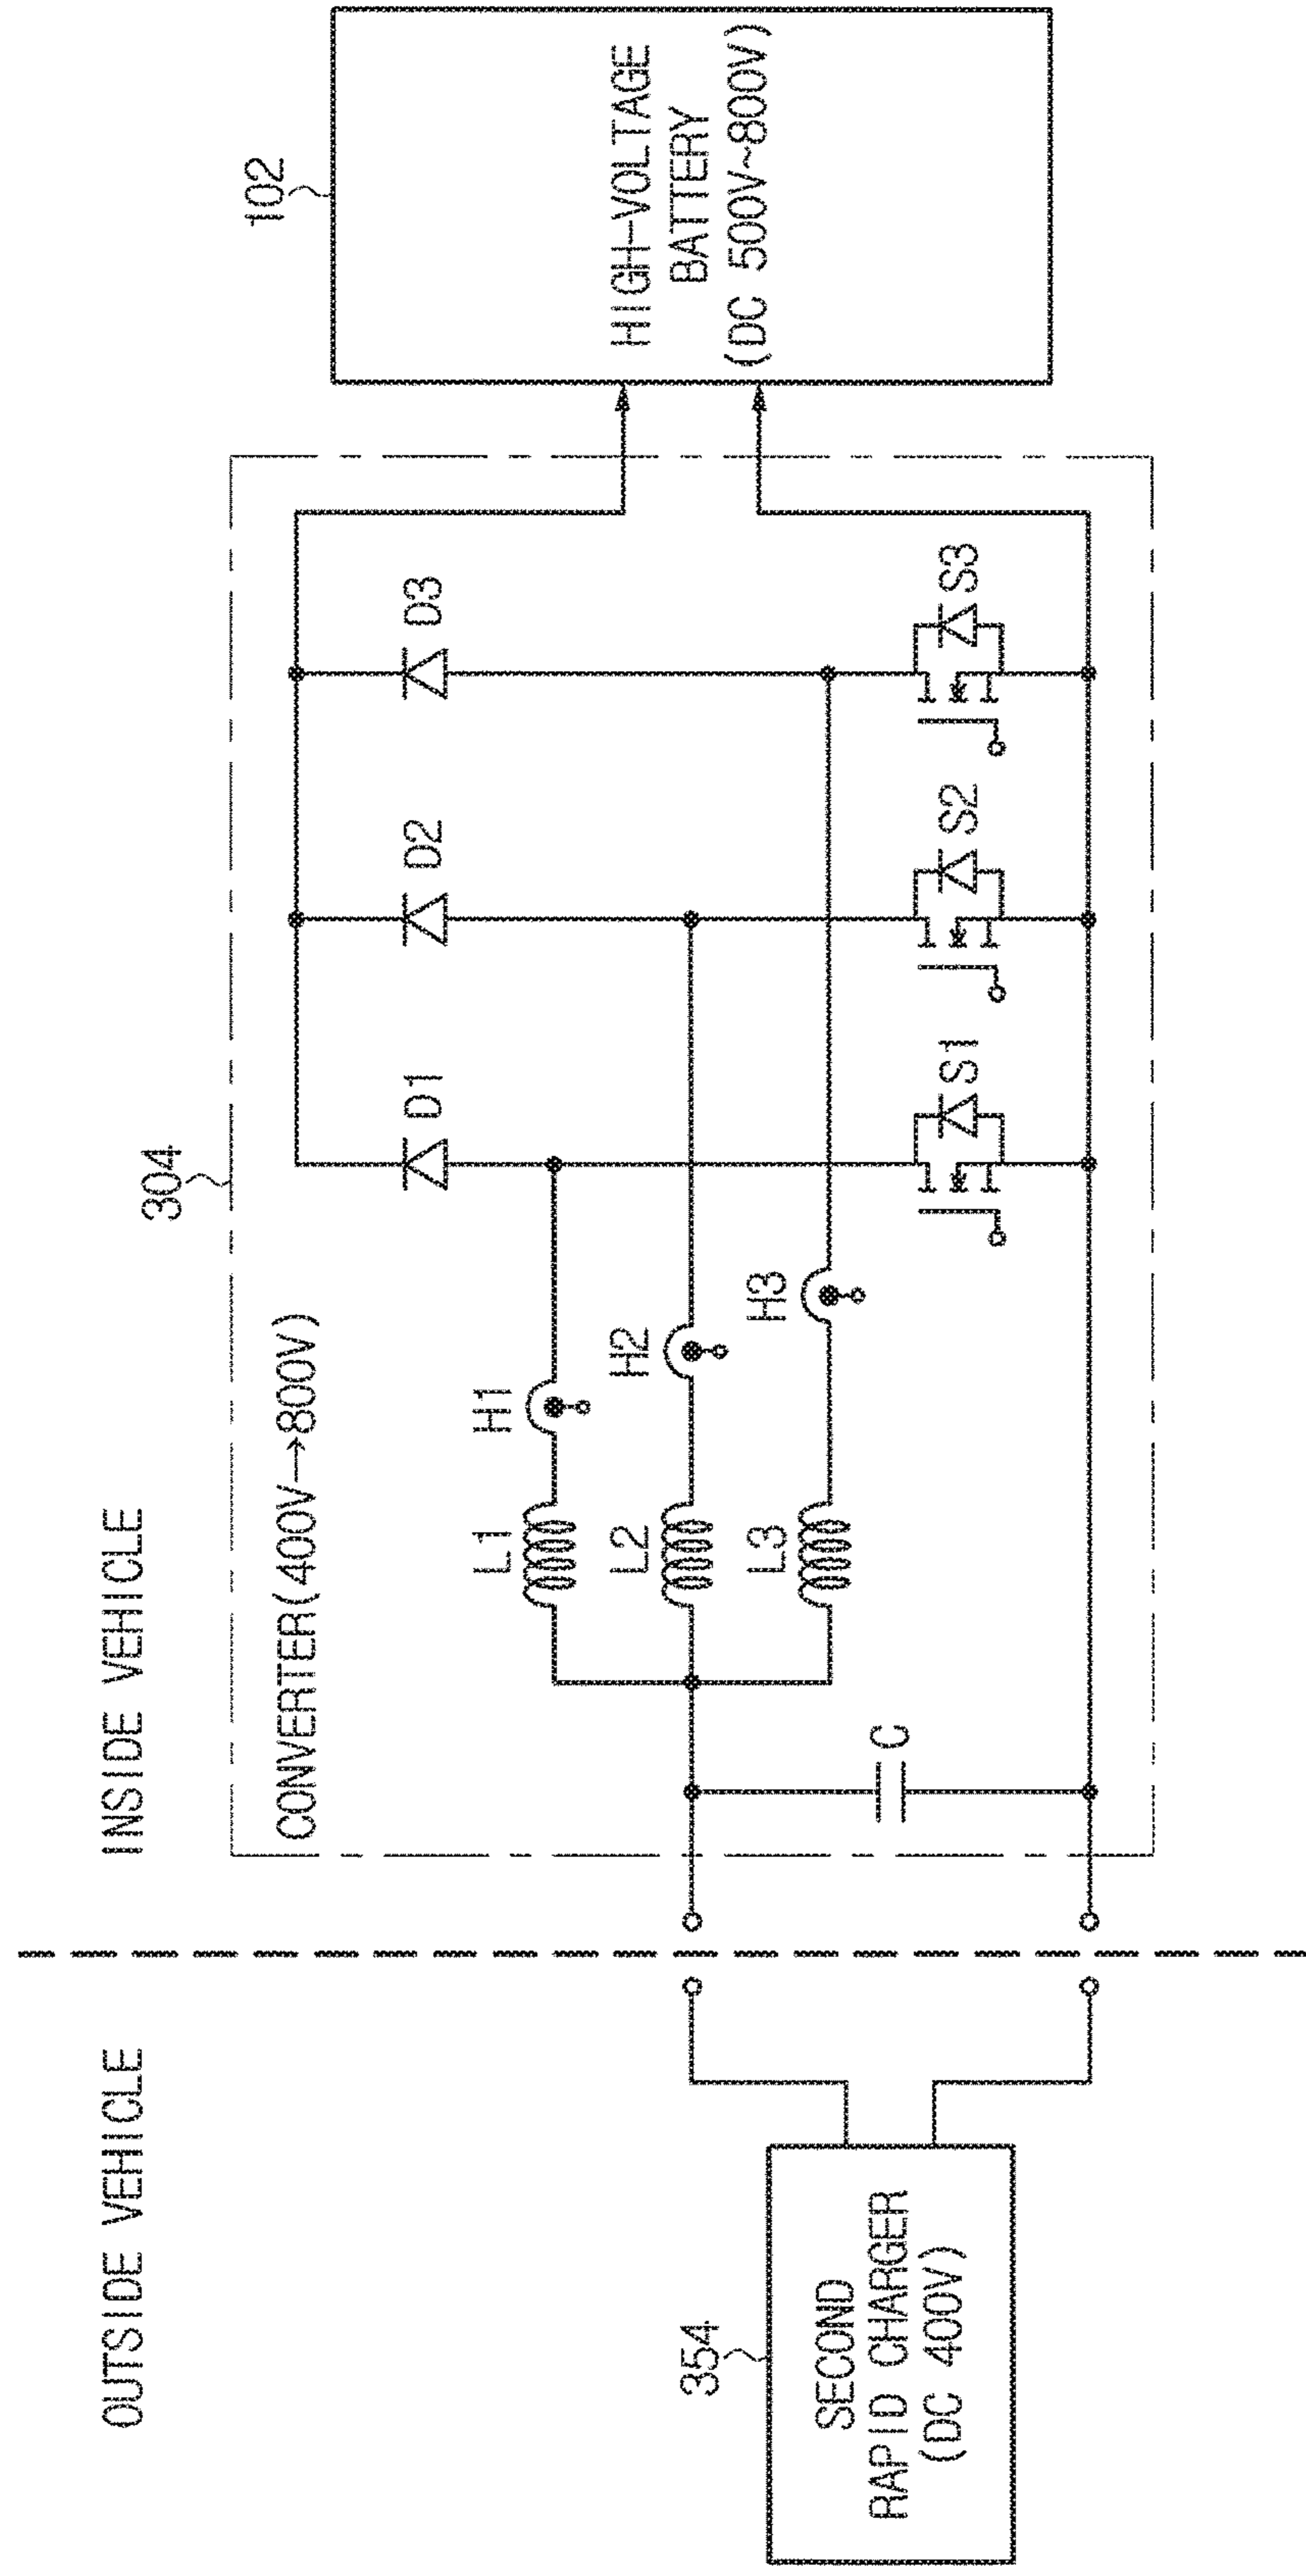 OUTSIDE VEHICLE
INSIDE VEHICLE
304
CONVERTER(400V→800V)
102
HIGH-VOLTAGE
BATTERY
(DC 500V~800V)
354
SECOND
RAPID CHARGER
(DC 400V)
C
L1
H1
L2
H2
L3
H3
D1
D2
D3
S1
S2
S3